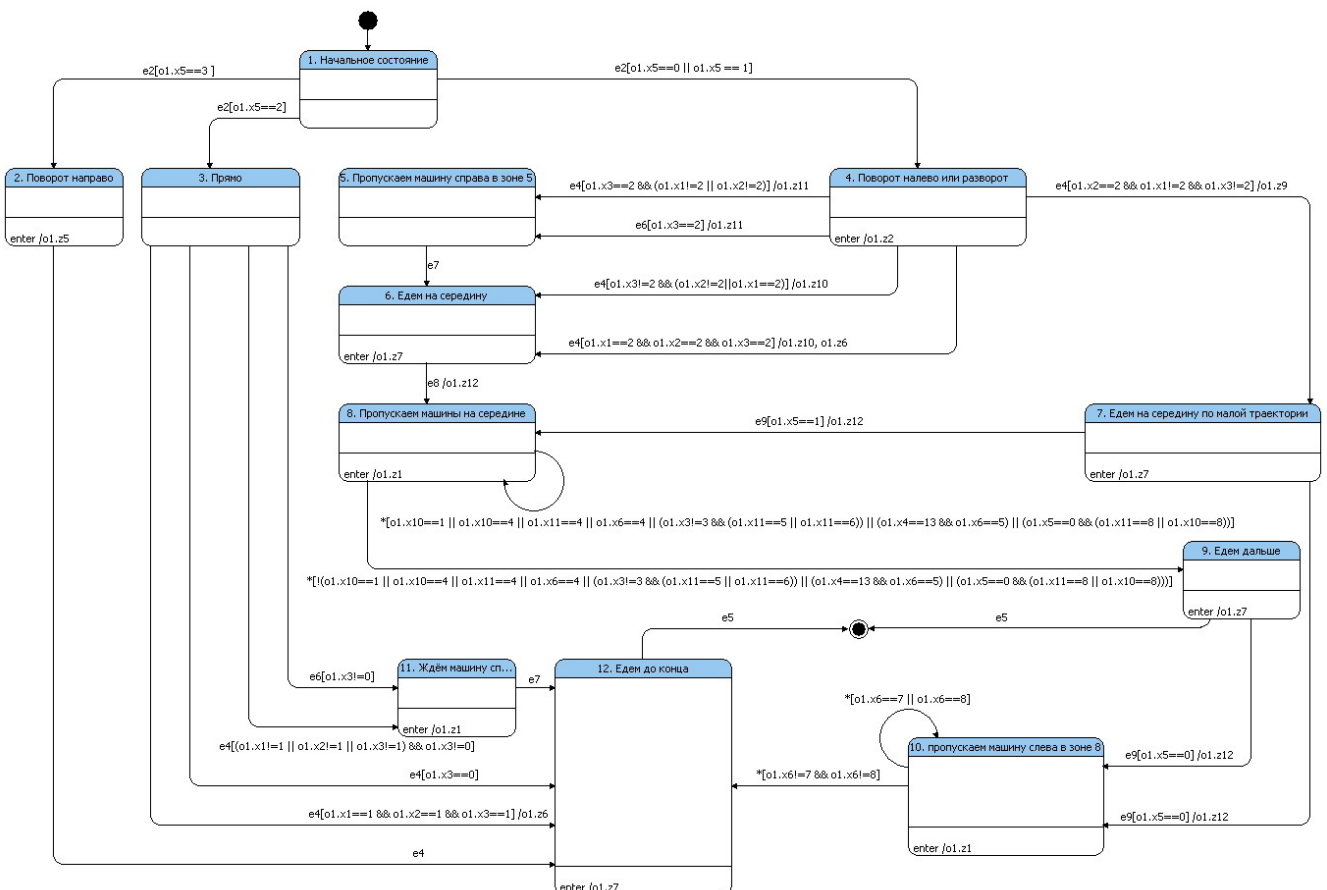 1. Начальное состояние
e2[o1.x5==3 ]
e2[o1.x5==0 || o1.x5 == 1]
e2[o1.x5==2]
2. Поворот направо
enter /o1.z5
3. Прямо
5. Пропускаем машину справа в зоне 5
4. Поворот налево или разворот
enter /o1.z2
e4[o1.x3==2 && (o1.x1!=2 || o1.x2!=2)] /o1.z11
e4[o1.x2==2 && o1.x1!=2 && o1.x3!=2] /o1.z9
e6[o1.x3==2] /o1.z11
e7
6. Едем на середину
enter /o1.z7
e4[o1.x3!=2 && (o1.x2!=2||o1.x1==2)] /o1.z10
e4[o1.x1==2 && o1.x2==2 && o1.x3==2] /o1.z10, o1.z6
e8 /o1.z12
8. Пропускаем машины на середине
enter /o1.z1
e9[o1.x5==1] /o1.z12
7. Едем на середину по малой траектории
enter /o1.z7
*[o1.x10==1 || o1.x10==4 || o1.x11==4 || o1.x6==4 || (o1.x3!=3 && (o1.x11==5 || o1.x11==6)) || (o1.x4==13 && o1.x6==5) || (o1.x5==0 && (o1.x11==8 || o1.x10==8))]
9. Едем дальше
enter /o1.z7
*[!(o1.x10==1 || o1.x10==4 || o1.x11==4 || o1.x6==4 || (o1.x3!=3 && (o1.x11==5 || o1.x11==6)) || (o1.x4==13 && o1.x6==5) || (o1.x5==0 && (o1.x11==8 || o1.x10==8)))]
e5
e5
e6[o1.x3!=0]
11. Ждём машину сп...
enter /o1.z1
e7
12. Едем до конца
enter /o1.z7
e4[(o1.x1!=1 || o1.x2!=1 || o1.x3!=1) && o1.x3!=0]
*[o1.x6==7 || o1.x6==8]
10. пропускаем машину слева в зоне 8
enter /o1.z1
e9[o1.x5==0] /o1.z12
e4[o1.x3==0]
*[o1.x6!=7 && o1.x6!=8]
e4[o1.x1==1 && o1.x2==1 && o1.x3==1] /o1.z6
e9[o1.x5==0] /o1.z12
e4